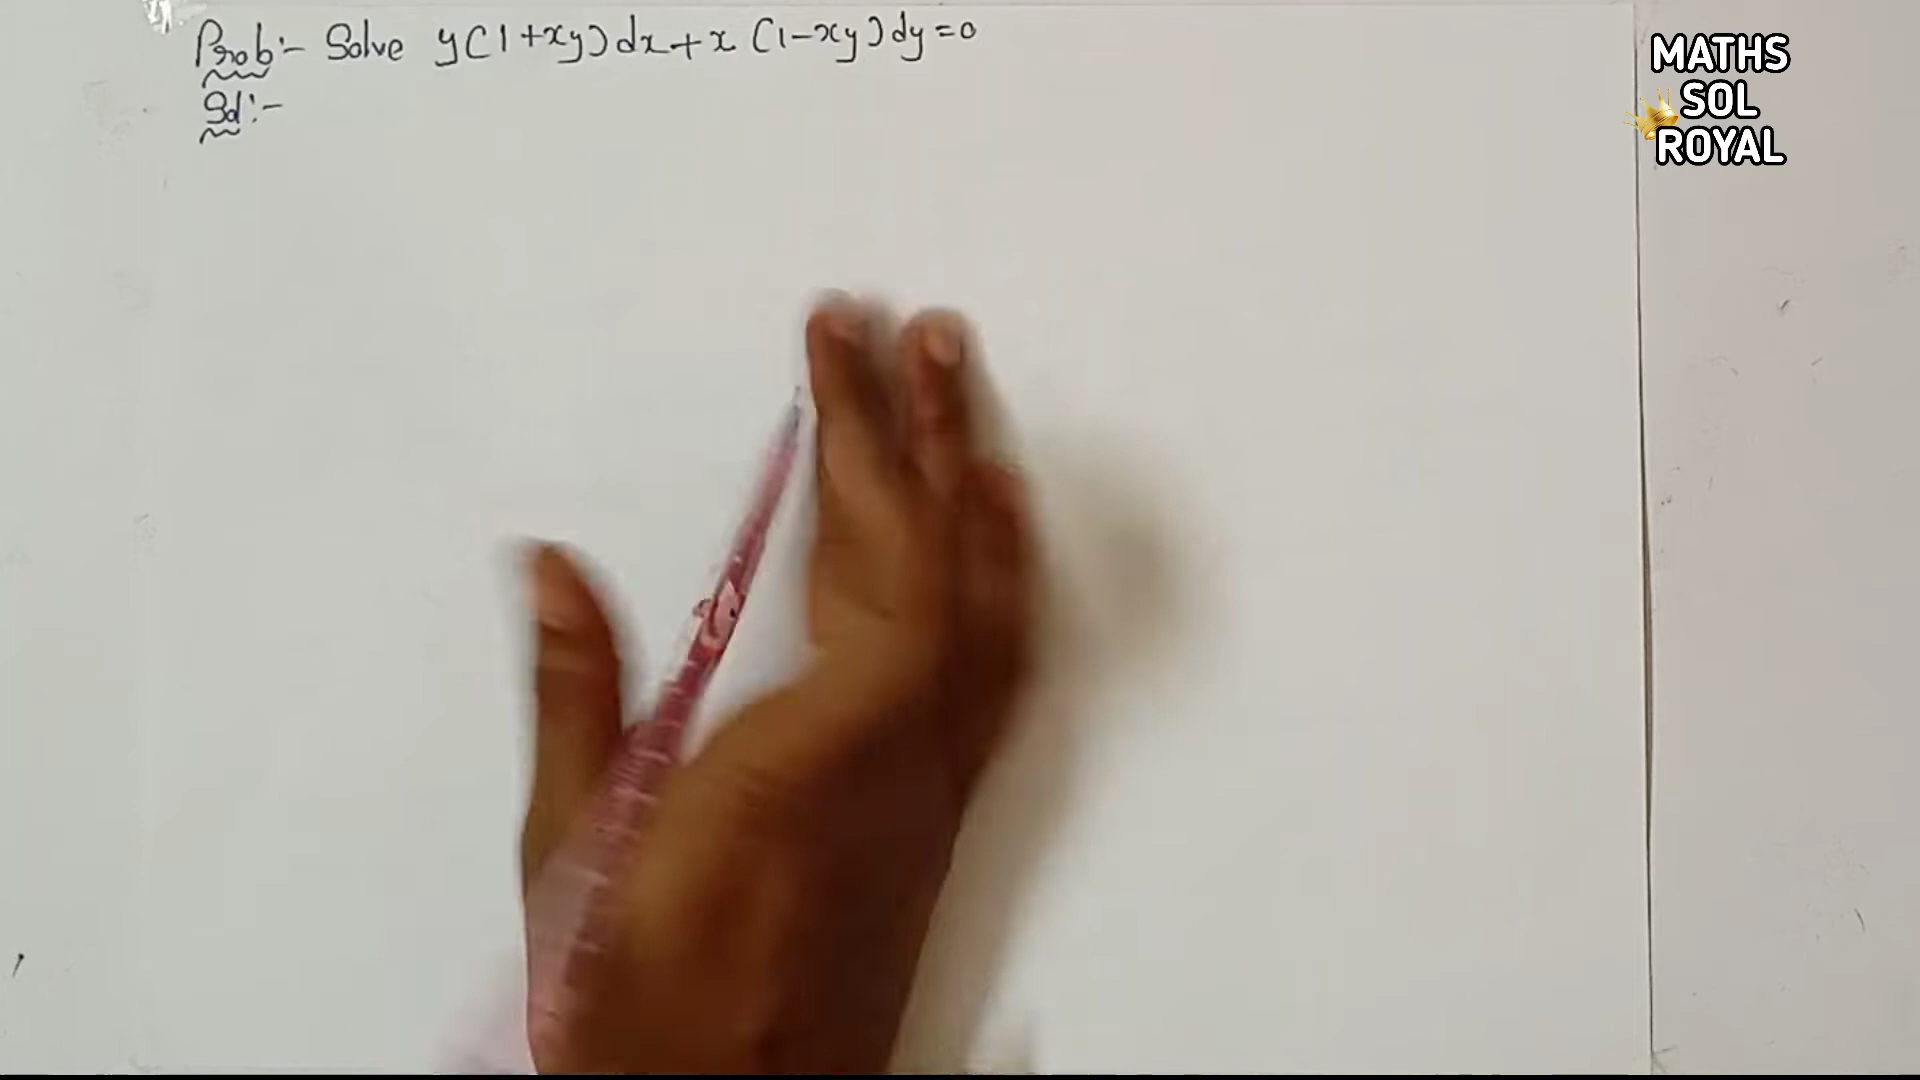 Prob:- Solve y(1+xy)dx+x(1-xy)dy=0
Sol:-
MATHS
SOL
ROYAL